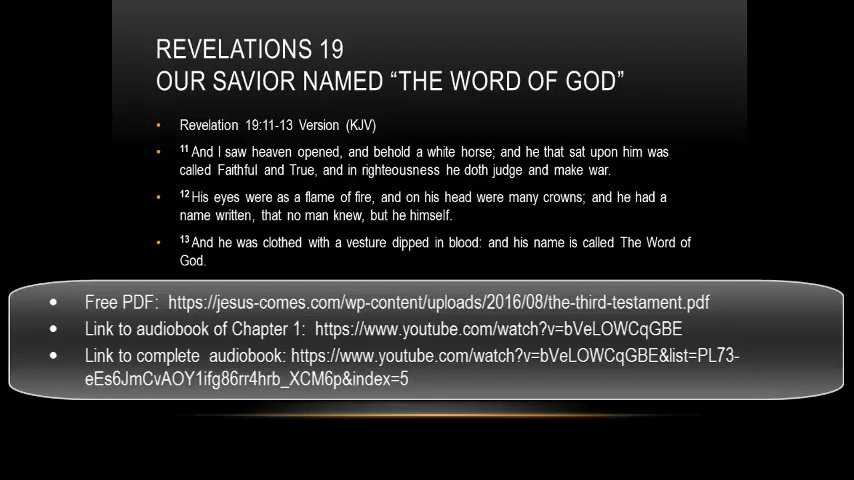 REVELATIONS 19
OUR SAVIOR NAMED “THE WORD OF GOD”
• Revelation 19:11-13 Version (KJV)
• 11 And I saw heaven opened, and behold a white horse; and he that sat upon him was
called Faithful and True, and in righteousness he doth judge and make war.
• 12 His eyes were as a flame of fire, and on his head were many crowns; and he had a
name written, that no man knew, but he himself.
• 13 And he was clothed with a vesture dipped in blood: and his name is called The Word of
God.
• Free PDF: https://jesus-comes.com/wp-content/uploads/2016/08/the-third-testament.pdf
• Link to audiobook of Chapter 1: https://www.youtube.com/watch?v=bVeLOWCqGBE
• Link to complete audiobook: https://www.youtube.com/watch?v=bVeLOWCqGBE&list=PL73-
eEs6JmCvAOY1ifg86rr4hrb_XCM6p&index=5